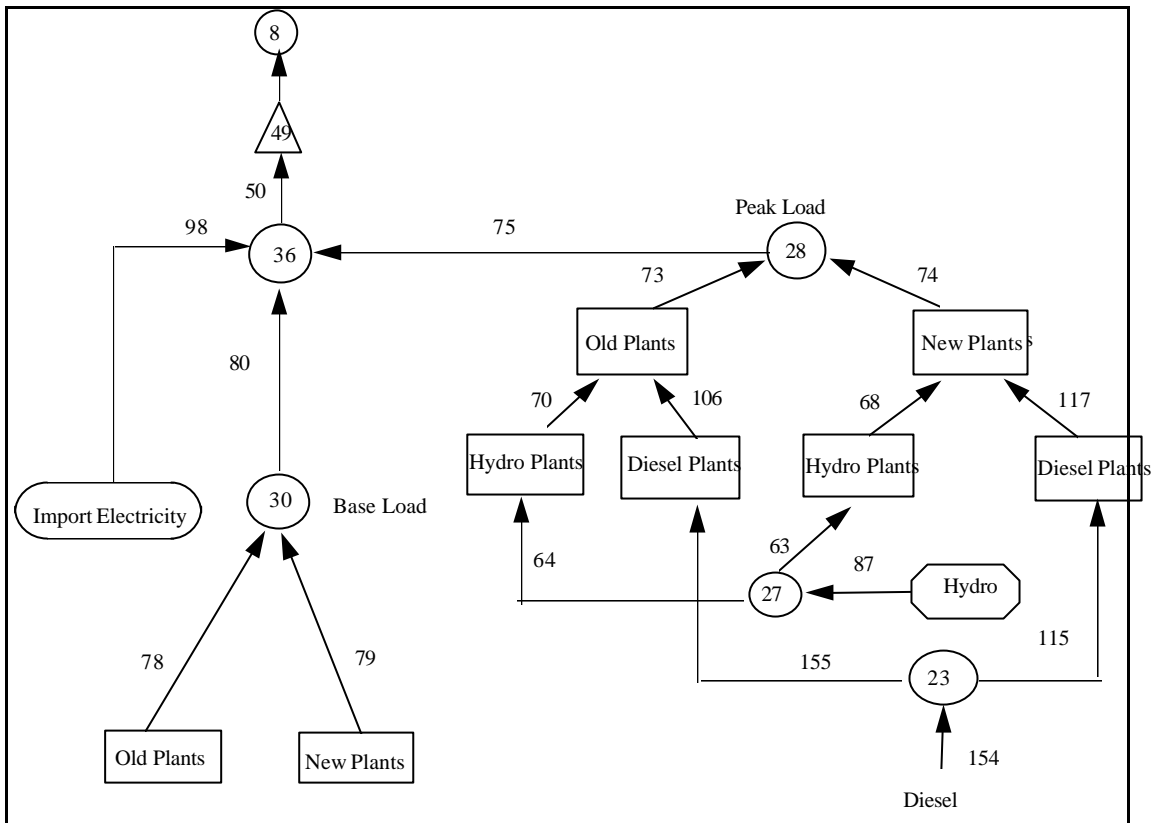 8
49
50
98
36
75
Peak Load
28
73
74
Old Plants
New Plants
s
80
70
106
68
117
Hydro Plants
Diesel Plants
Hydro Plants
Diesel Plants
Import Electricity
30
Base Load
64
63
87
27
Hydro
78
79
155
115
23
Old Plants
New Plants
154
Diesel